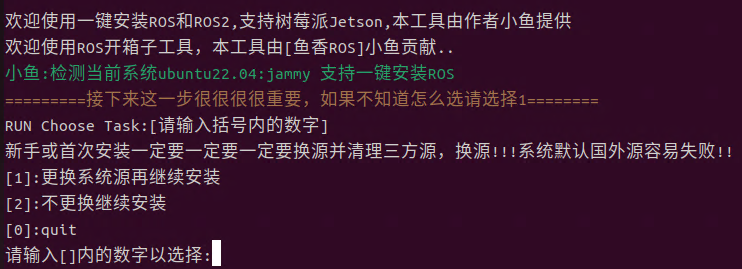 欢迎使用一键安装ROS和ROS2,支持树莓派Jetson,本工具由作者小鱼提供
欢迎使用ROS开箱子工具，本工具由[鱼香ROS]小鱼贡献..
小鱼:检测当前系统ubuntu22.04:jammy 支持一键安装ROS
=========接下来这一步很很很很重要，如果不知道怎么选请选择1========
RUN Choose Task:[请输入括号内的数字]
新手或首次安装一定要一定要一定要换源并清理三方源，换源!!!系统默认国外源容易失败!!
[1]:更换系统源再继续安装
[2]:不更换继续安装
[0]:quit
请输入[]内的数字以选择: